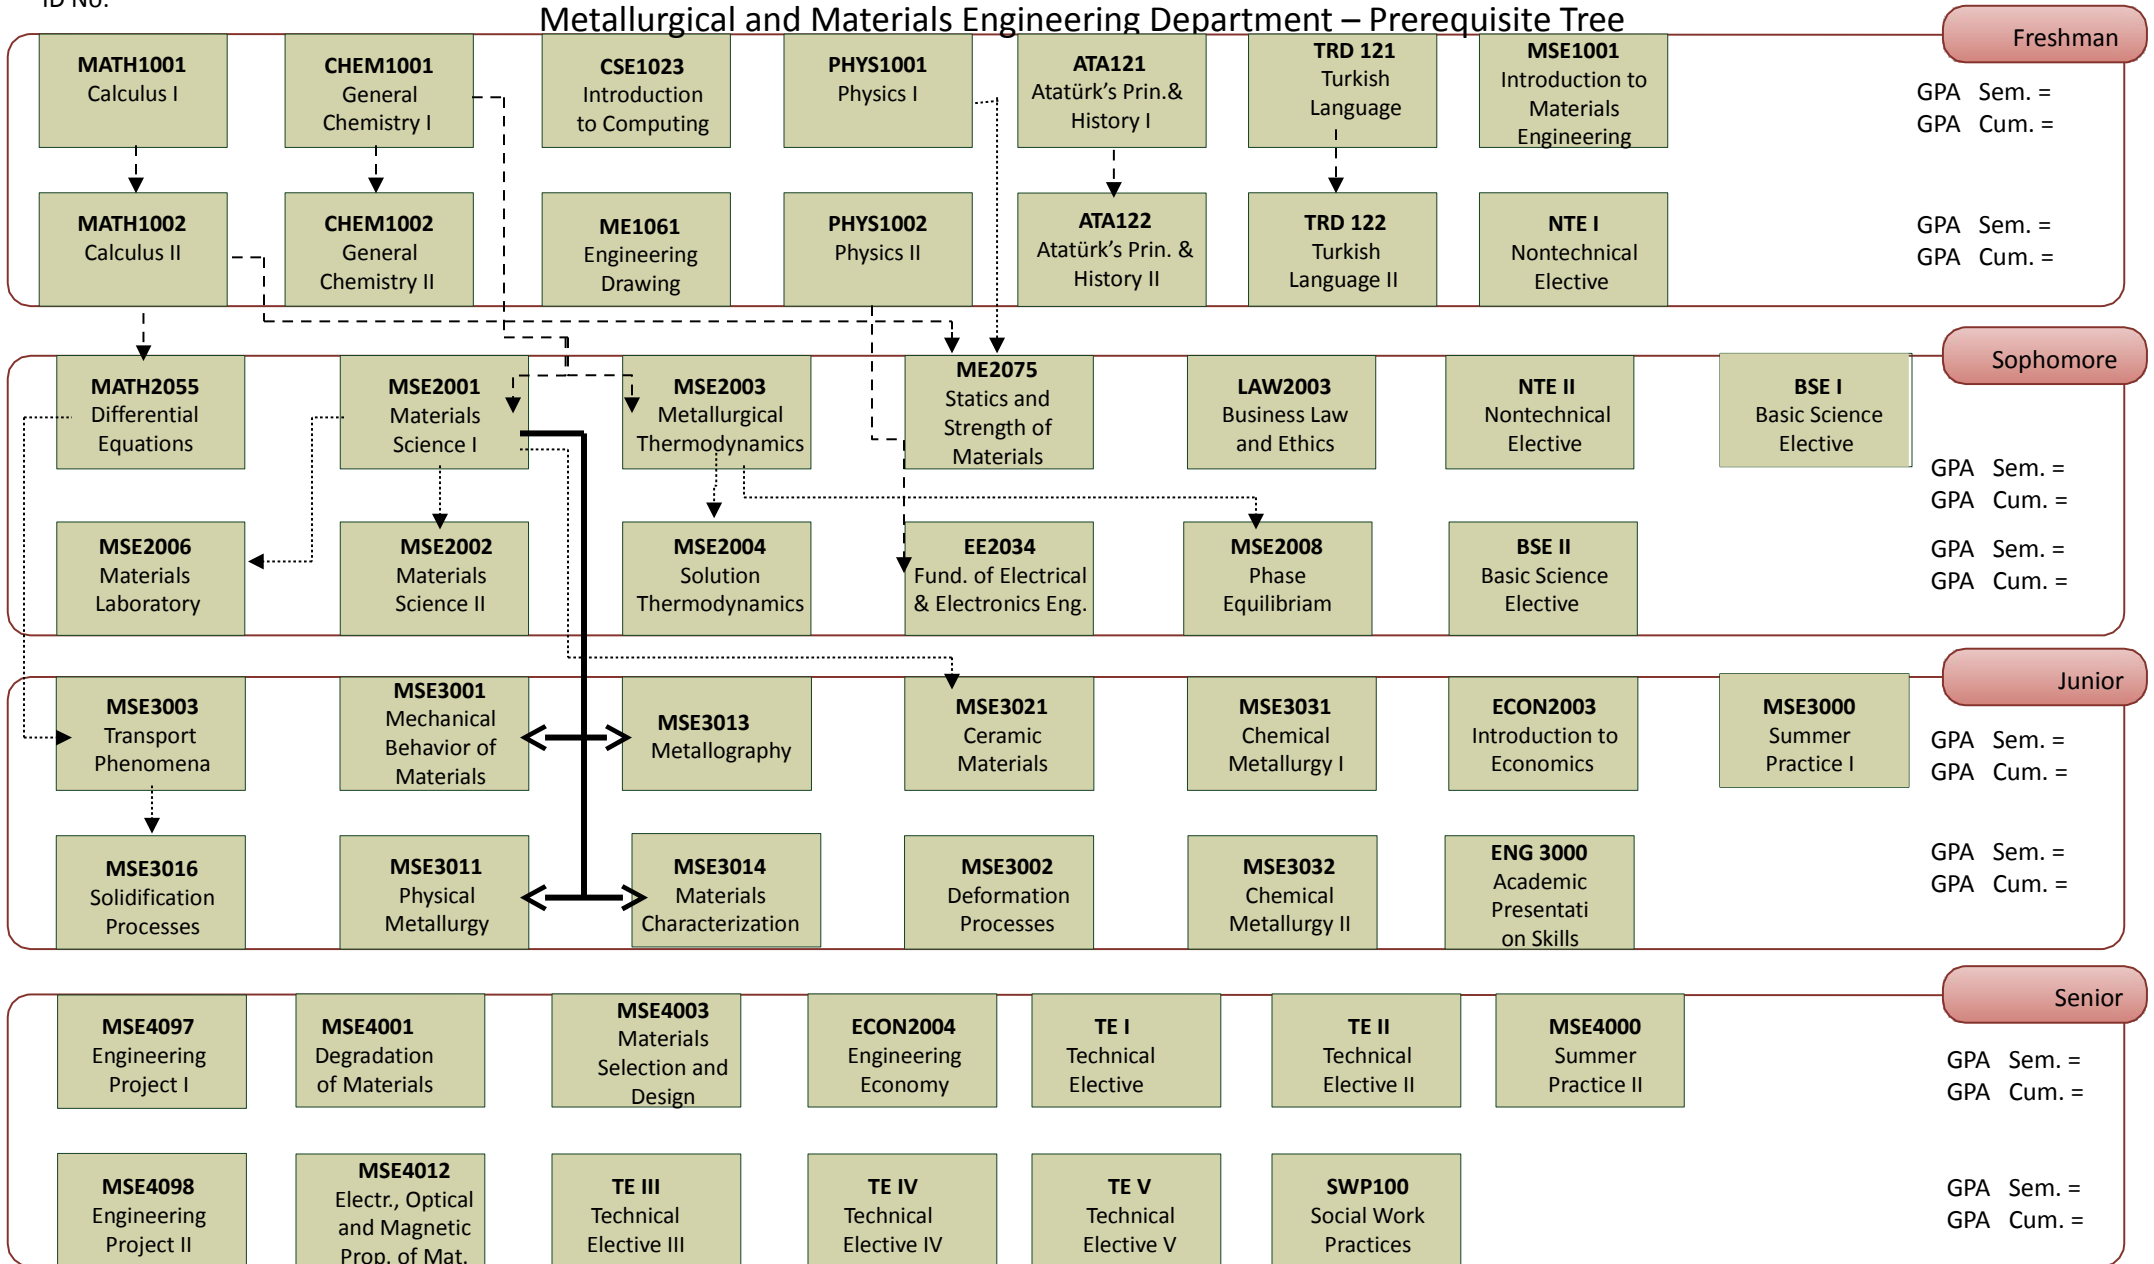 ID No:
Metallurgical and Materials Engineering Department – Prerequisite Tree
Freshman
MATH1001
Calculus I
CHEM1001
General
Chemistry I
CSE1023
Introduction
to Computing
PHYS1001
Physics I
ATA121
Atatürk's Prin.&
History I
TRD 121
Turkish
Language
MSE1001
Introduction to
Materials
Engineering
GPA Sem. =
GPA Cum. =
MATH1002
Calculus II
CHEM1002
General
Chemistry II
ME1061
Engineering
Drawing
PHYS1002
Physics II
ATA122
Atatürk's Prin. &
History II
TRD 122
Turkish
Language II
NTE I
Nontechnical
Elective
GPA Sem. =
GPA Cum. =
Sophomore
MATH2055
Differential
Equations
MSE2001
Materials
Science I
MSE2003
Metallurgical
Thermodynamics
ME2075
Statics and
Strength of
Materials
LAW2003
Business Law
and Ethics
NTE II
Nontechnical
Elective
BSE I
Basic Science
Elective
GPA Sem. =
GPA Cum. =
MSE2006
Materials
Laboratory
MSE2002
Materials
Science II
MSE2004
Solution
Thermodynamics
EE2034
Fund. of Electrical
& Electronics Eng.
MSE2008
Phase
Equilibriam
BSE II
Basic Science
Elective
GPA Sem. =
GPA Cum. =
Junior
MSE3003
Transport
Phenomena
MSE3001
Mechanical
Behavior of
Materials
MSE3013
Metallography
MSE3021
Ceramic
Materials
MSE3031
Chemical
Metallurgy I
ECON2003
Introduction to
Economics
MSE3000
Summer
Practice I
GPA Sem. =
GPA Cum. =
MSE3016
Solidification
Processes
MSE3011
Physical
Metallurgy
MSE3014
Materials
Characterization
MSE3002
Deformation
Processes
MSE3032
Chemical
Metallurgy II
ENG 3000
Academic
Presentati
on Skills
GPA Sem. =
GPA Cum. =
Senior
MSE4097
Engineering
Project I
MSE4001
Degradation
of Materials
MSE4003
Materials
Selection and
Design
ECON2004
Engineering
Economy
TE I
Technical
Elective
TE II
Technical
Elective II
MSE4000
Summer
Practice II
GPA Sem. =
GPA Cum. =
MSE4098
Engineering
Project II
MSE4012
Electr., Optical
and Magnetic
Prop. of Mat.
TE III
Technical
Elective III
TE IV
Technical
Elective IV
TE V
Technical
Elective V
SWP100
Social Work
Practices
GPA Sem. =
GPA Cum. =